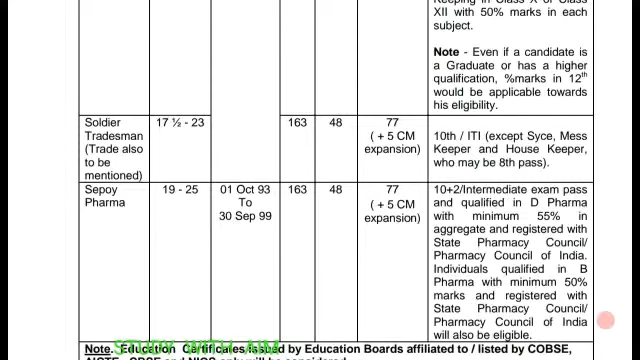 Keeping in Class X or Class
XII with 50% marks in each
subject.
Note - Even if a candidate is
a Graduate or has a higher
qualification, %marks in 12th
would be applicable towards
his eligibility.
Soldier
Tradesman
(Trade also
to be
mentioned)
17 ½ - 23
163
48
77
( + 5 CM
expansion)
10th / ITI (except Syce, Mess
Keeper and House Keeper,
who may be 8th pass).
Sepoy
Pharma
19 - 25
01 Oct 93
To
30 Sep 99
163
48
77
( + 5 CM
expansion)
10+2/Intermediate exam pass
and qualified in D Pharma
with minimum 55% in
aggregate and registered with
State Pharmacy Council/
Pharmacy Council of India.
Individuals qualified in B
Pharma with minimum 50%
marks and registered with
State Pharmacy Council/
Pharmacy Council of India
will also be eligible.
Note. Education Certificates/issued by Education Boards affiliated to / listed by COBSE,
STUDY WITH AIM